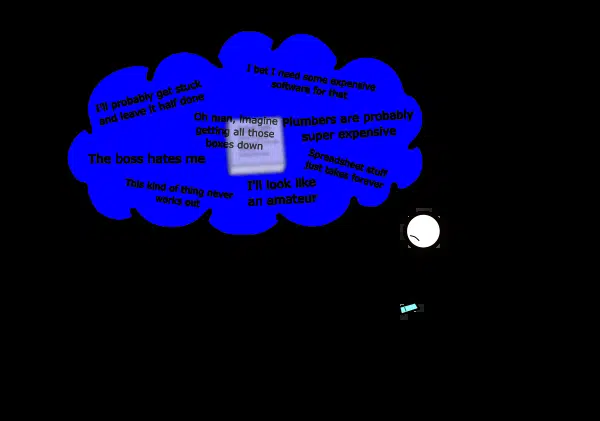 I bet I need some expensive
software for that
I'll probably get stuck
and leave it half done
Oh man, imagine
getting all those
boxes down
Plumbers are probably
super expensive
The boss hates me
Spreadsheet stuff
just takes forever
This kind of thing never
works out
I'll look like
an amateur